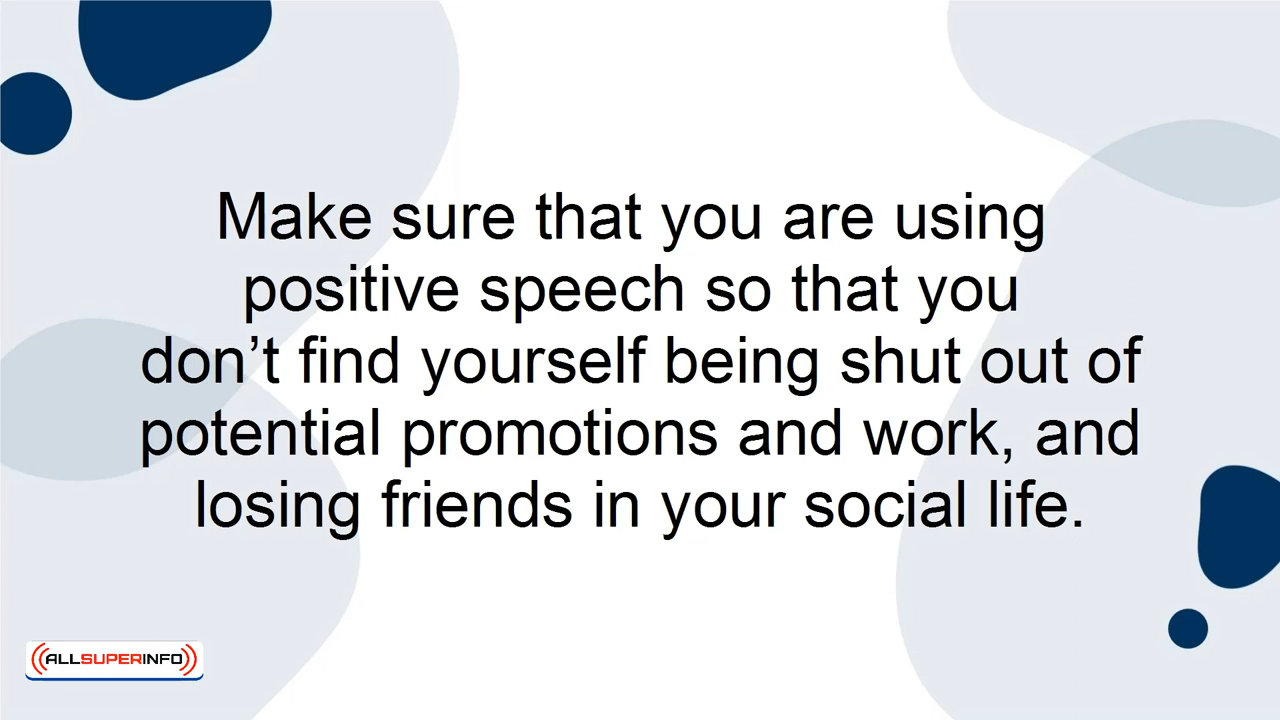 Make sure that you are using
positive speech so that you
don’t find yourself being shut out of
potential promotions and work, and
losing friends in your social life.
ALLSUPERINFO